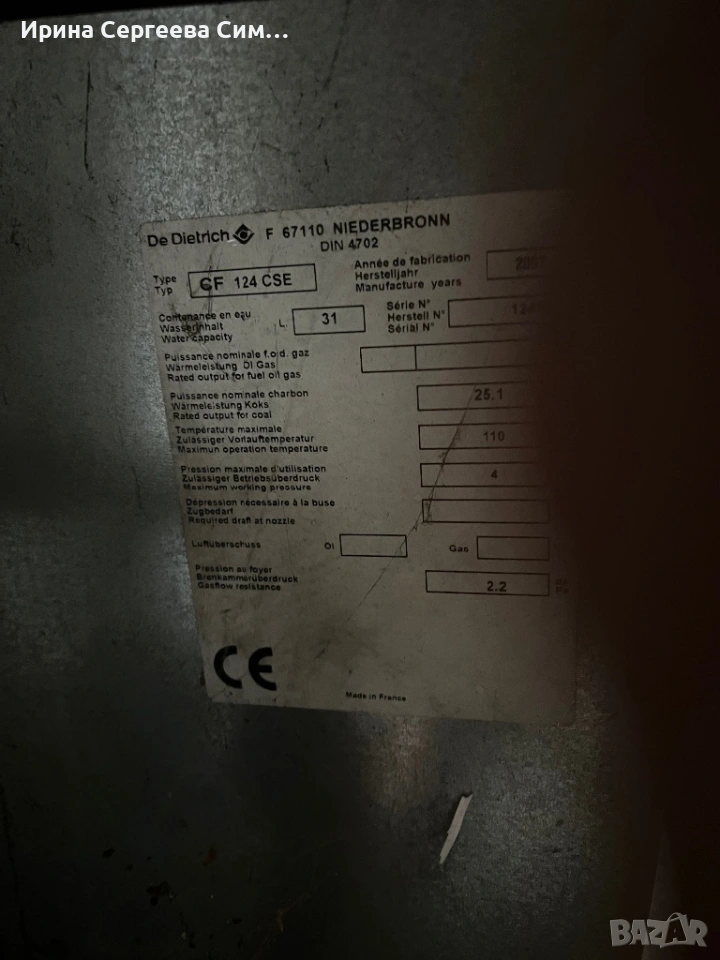 Ирина Сергеева Сим...
De Dietrich F 67110 NIEDERBRONN
DIN 4702
Type
Typ
CF 124 CSE
Année de fabrication
Herstelljahr
Manufacture years
Contenance en eau
Wasserinhalt
Water capacity
L. 31
Série N°
Herstell N°
Sérial N°
Puissance nominale f.o.d. gaz
Wärmeleistung Öl Gas
Rated output for fuel oil gas
Puissance nominale charbon
Wärmeleistung Koks
Rated output for coal
25.1
Température maximale
Zulässiger Vorlauftemperatur
Maximun operation temperature
110
Pression maximale d'utilisation
Zulässiger Betriebsüberdruck
Maximum working pressure
4
Dépression nécessaire à la buse
Zugbedarf
Required draft at nozzle
Luftüberschuss Öl Gas
Pression au foyer
Brennkammerüberdruck
Gasflow resistance
2.2
CE
Made in France
BAZAR